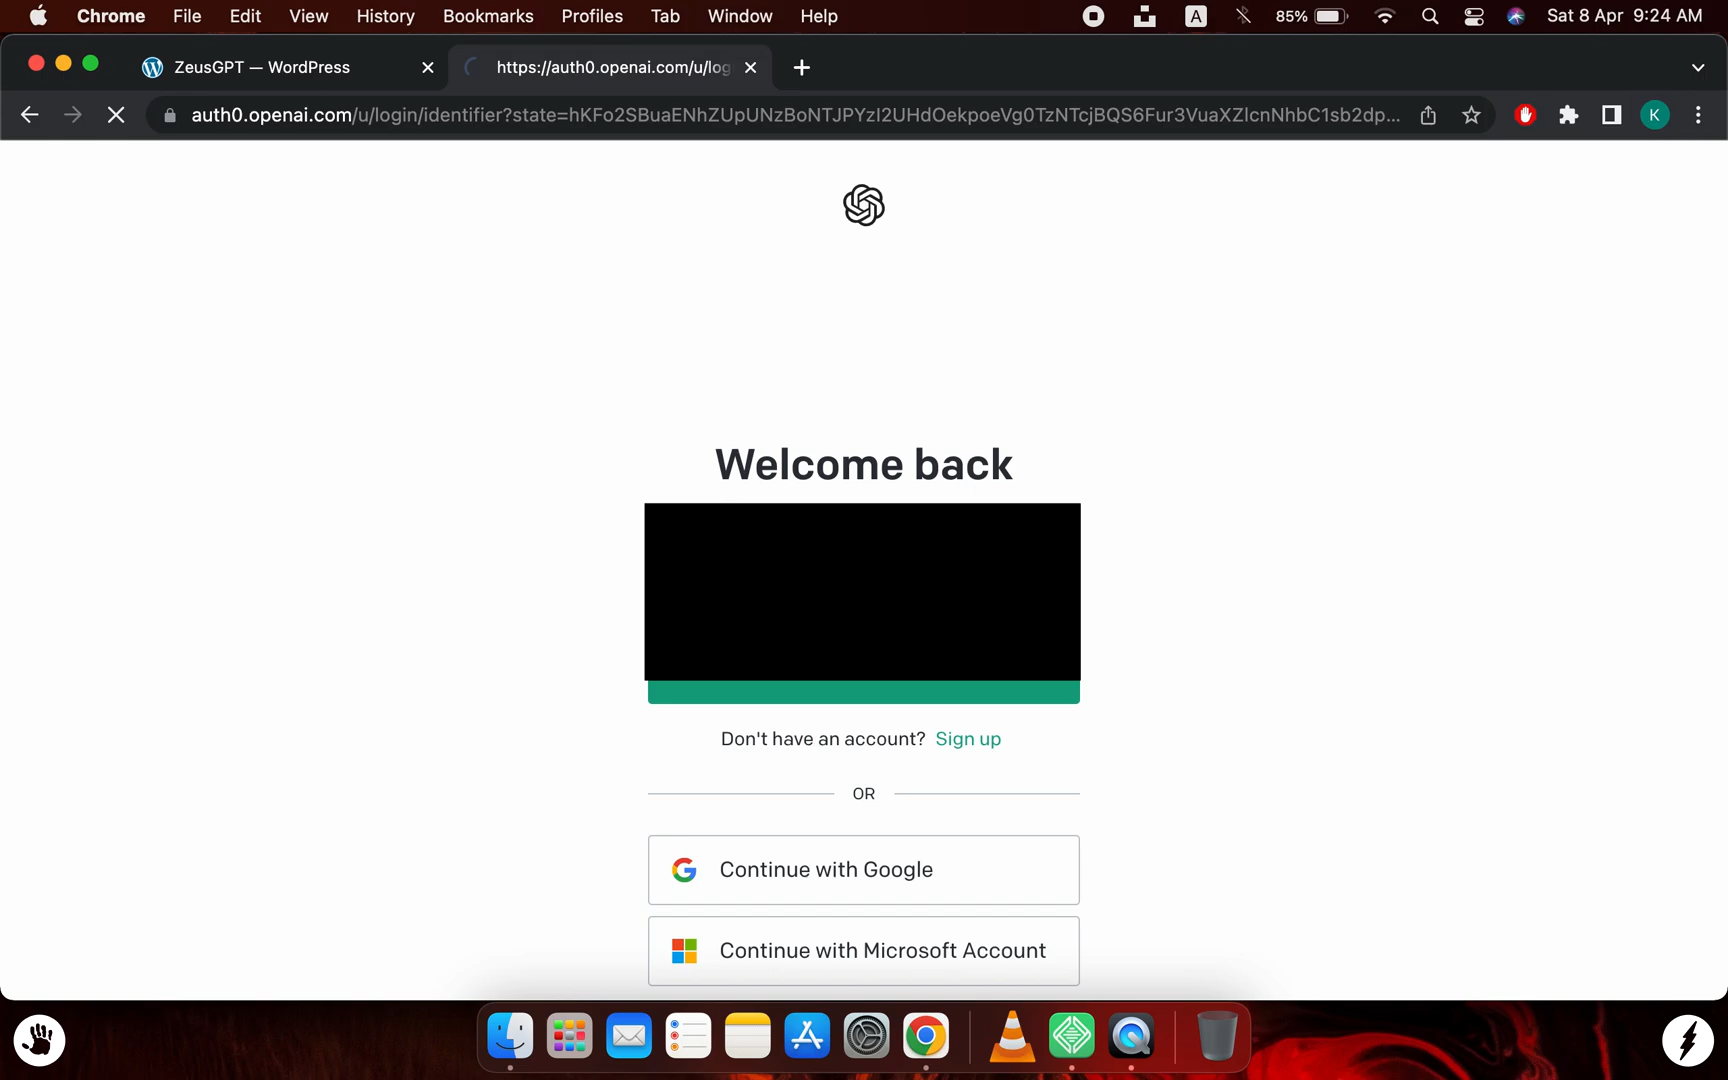 Chrome File Edit View History Bookmarks Profiles Tab Window Help A 85% Sat 8 Apr 9:24 AM
ZeusGPT — WordPress https://auth0.openai.com/u/log
auth0.openai.com/u/login/identifier?state=hKFo2SBuaENhZUpUNzBoNTJPYzI2UHdOekpoeVg0TzNTcjBQS6Fur3VuaXZlcnNhbC1sb2dp... K
Welcome back
Don't have an account? Sign up
OR
Continue with Google
Continue with Microsoft Account